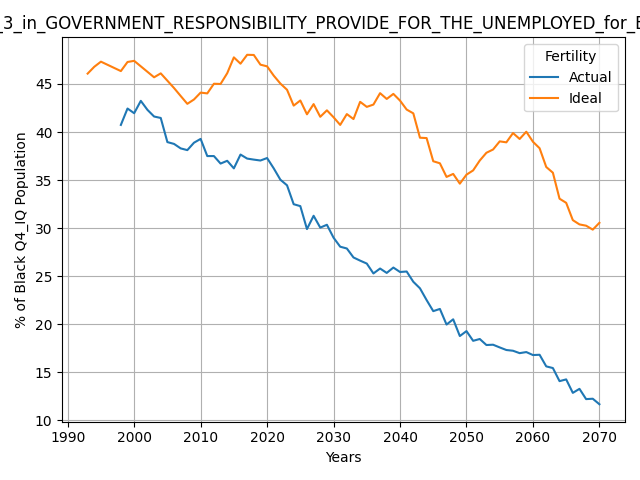 _3_in_GOVERNMENT_RESPONSIBILITY_PROVIDE_FOR_THE_UNEMPLOYED_for_
Fertility
Actual
Ideal
% of Black Q4_IQ Population
45
40
35
30
25
20
15
10
1990 2000 2010 2020 2030 2040 2050 2060 2070
Years